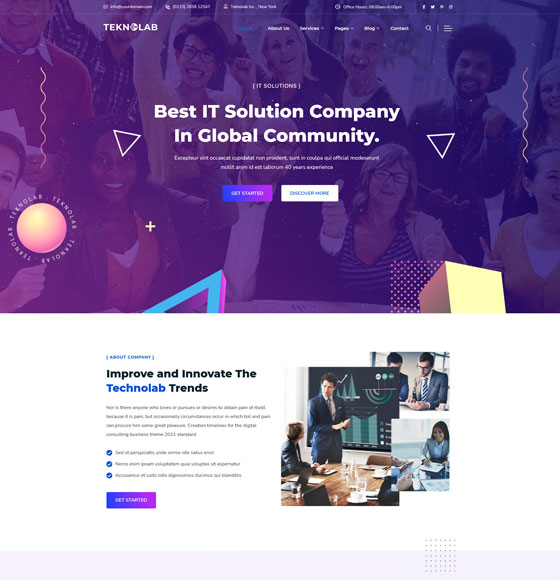 info@yourdomain.com (0215) 2658 12547 Teknolab Inc., New York Office Hours: 08:00am-6:00pm
TEKNOLAB Home About Us Services Pages Blog Contact
[ IT SOLUTIONS ]
Best IT Solution Company
In Global Community.
Excepteur sint occaecat cupidatat non proident, sunt in culpa qui official modeserunt
mollit anim id est laborum 40 years experience
GET STARTED DISCOVER MORE
TEKNOLAB · TEKNOLAB · TEKNOLAB ·
[ ABOUT COMPANY ]
Improve and Innovate The
Technolab Trends
Nor is there anyone who loves or pursues or desires to obtain pain of itself,
because it is pain, but occasionally circumstances occur in which toil and pain
can procure him some great pleasure. Creation timelines for the digital
consulting business theme 2021 standard
Sed ut perspiciatis unde omnis iste natus error
Nemo enim ipsam voluptatem quia voluptas sit aspernatur
Accusamus et iusto odio dignissimos ducimus qui blanditiis
GET STARTED